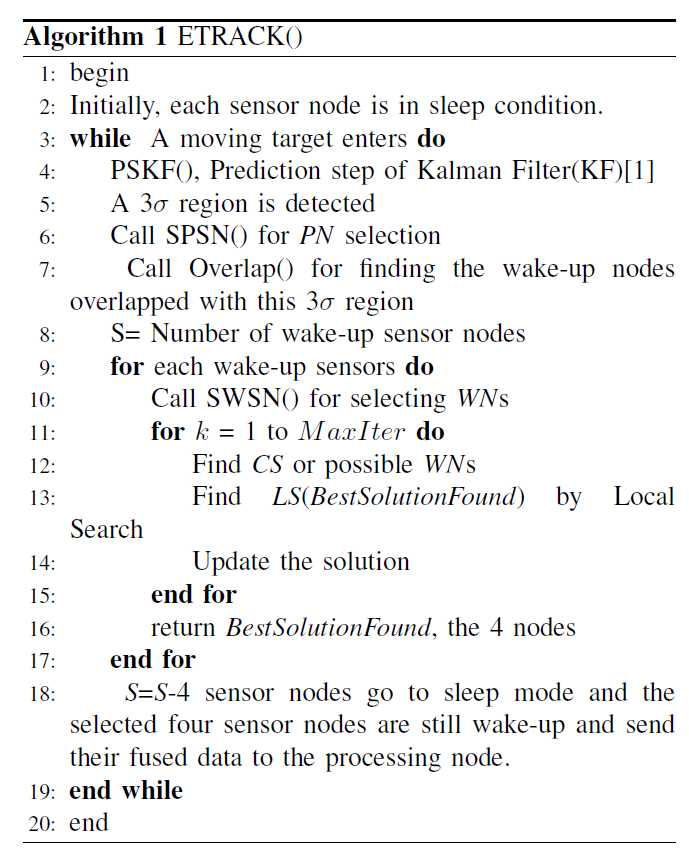 Algorithm 1 ETRACK()
1: begin
2: Initially, each sensor node is in sleep condition.
3: while A moving target enters do
4: PSKF(), Prediction step of Kalman Filter(KF)[1]
5: A 3σ region is detected
6: Call SPSN() for PN selection
7: Call Overlap() for finding the wake-up nodes
overlapped with this 3σ region
8: S= Number of wake-up sensor nodes
9: for each wake-up sensors do
10: Call SWSN() for selecting WNs
11: for k = 1 to MaxIter do
12: Find CS or possible WNs
13: Find LS(BestSolutionFound) by Local
Search
14: Update the solution
15: end for
16: return BestSolutionFound, the 4 nodes
17: end for
18: S=S-4 sensor nodes go to sleep mode and the
selected four sensor nodes are still wake-up and send
their fused data to the processing node.
19: end while
20: end